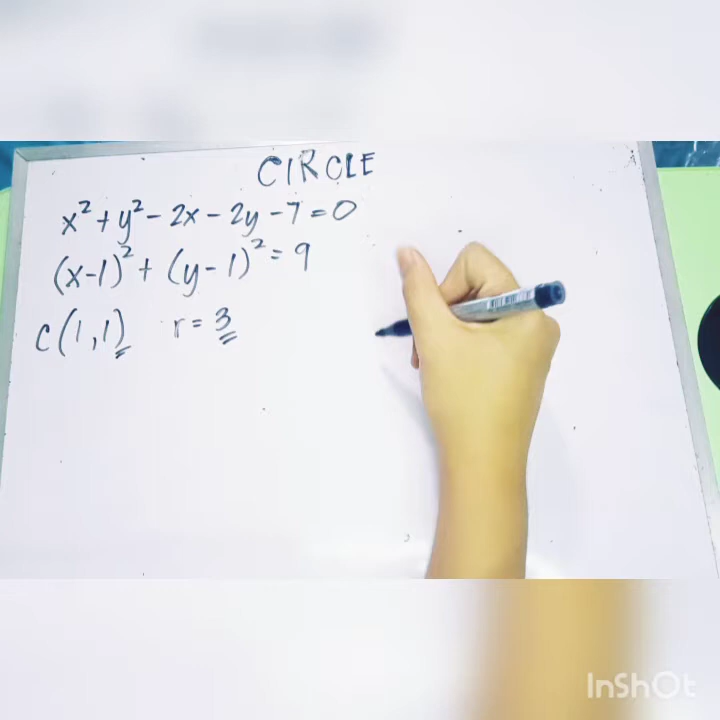 CIRCLE
x² + y² - 2x - 2y - 7 = 0
(x-1)² + (y-1)² = 9
C(1,1) r = 3
InShOt